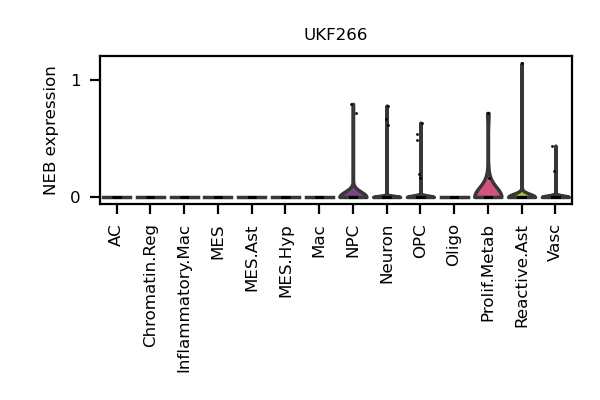 UKF266
NEB expression
1
0
AC
Chromatin.Reg
Inflammatory.Mac
MES
MES.Ast
MES.Hyp
Mac
NPC
Neuron
OPC
Oligo
Prolif.Metab
Reactive.Ast
Vasc